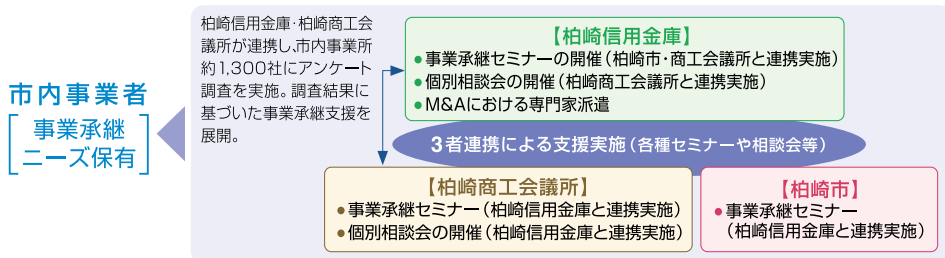 市内事業者
事業承継
ニーズ保有
柏崎信用金庫・柏崎商工会
議所が連携し、市内事業所
約1,300社にアンケート
調査を実施。調査結果に
基づいた事業承継支援を
展開。
【柏崎信用金庫】
●事業承継セミナーの開催（柏崎市・商工会議所と連携実施）
●個別相談会の開催（柏崎商工会議所と連携実施）
●M&Aにおける専門家派遣
3者連携による支援実施（各種セミナーや相談会等）
【柏崎商工会議所】
●事業承継セミナー（柏崎信用金庫と連携実施）
●個別相談会の開催（柏崎信用金庫と連携実施）
【柏崎市】
●事業承継セミナー
（柏崎信用金庫と連携実施）